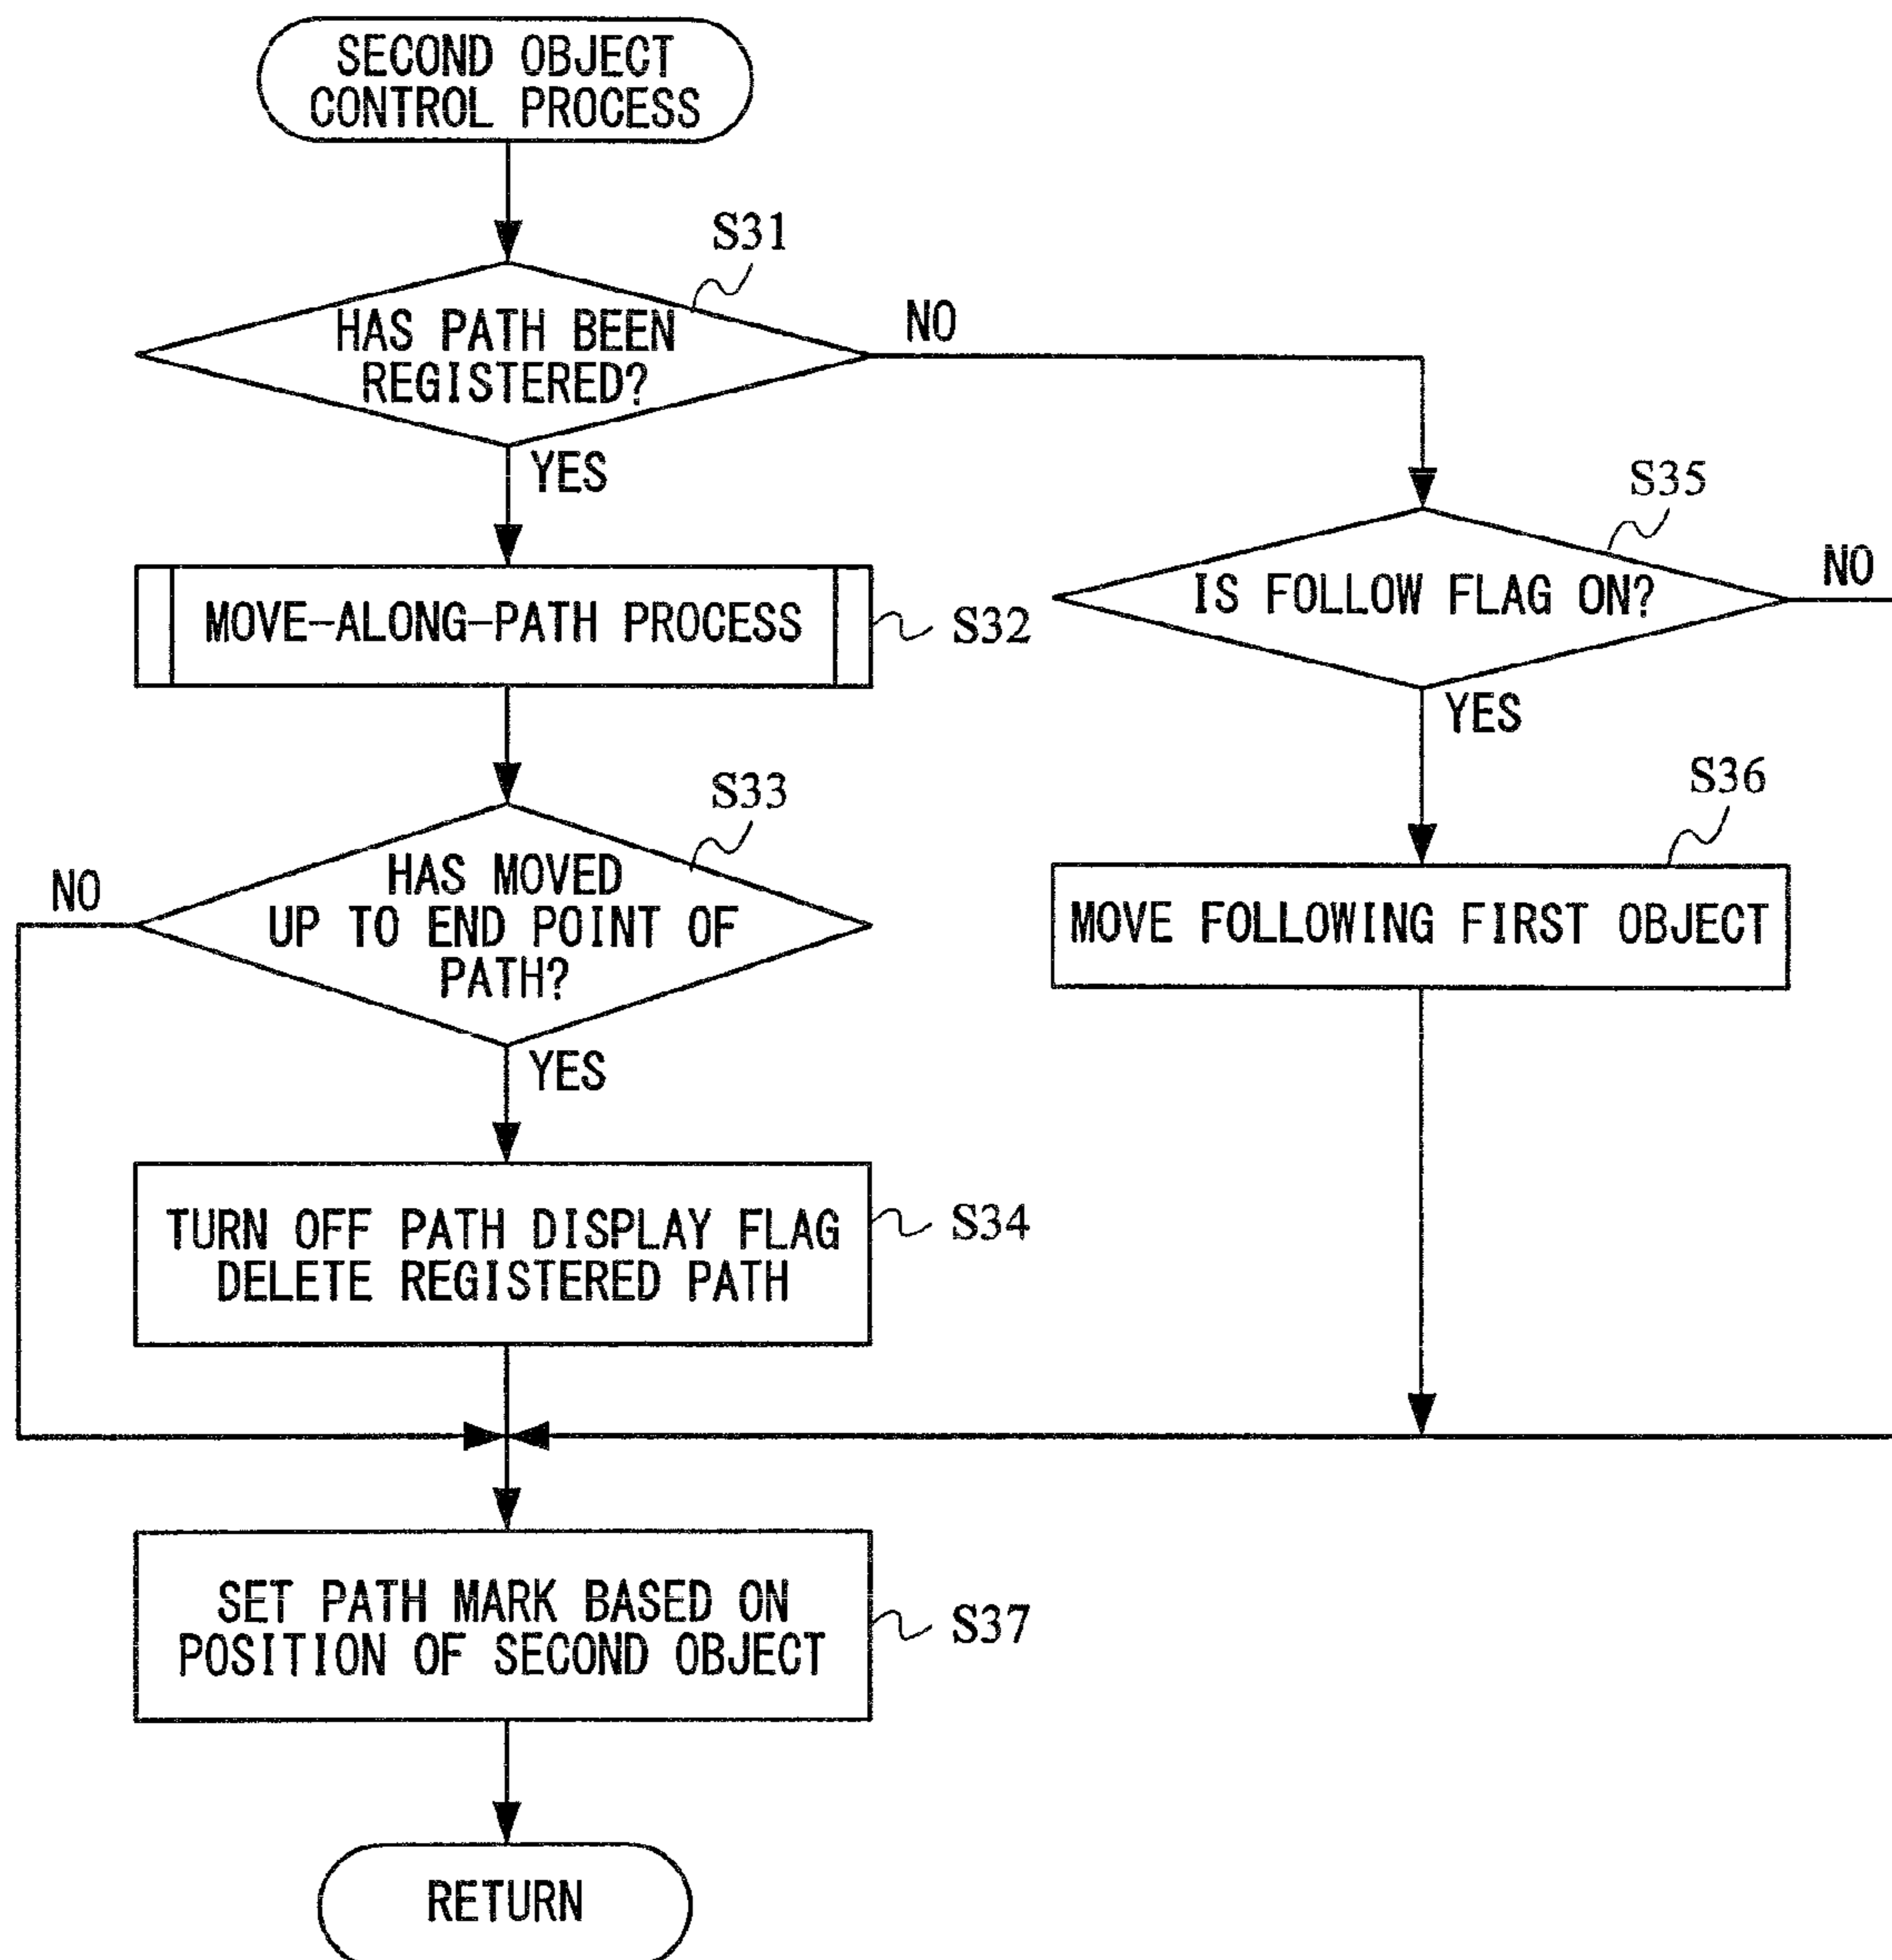 SECOND OBJECT
CONTROL PROCESS
S31
HAS PATH BEEN
REGISTERED?
NO
YES
S35
IS FOLLOW FLAG ON?
NO
MOVE-ALONG-PATH PROCESS
S32
YES
S36
S33
HAS MOVED
UP TO END POINT OF
PATH?
NO
MOVE FOLLOWING FIRST OBJECT
YES
TURN OFF PATH DISPLAY FLAG
DELETE REGISTERED PATH
S34
SET PATH MARK BASED ON
POSITION OF SECOND OBJECT
S37
RETURN